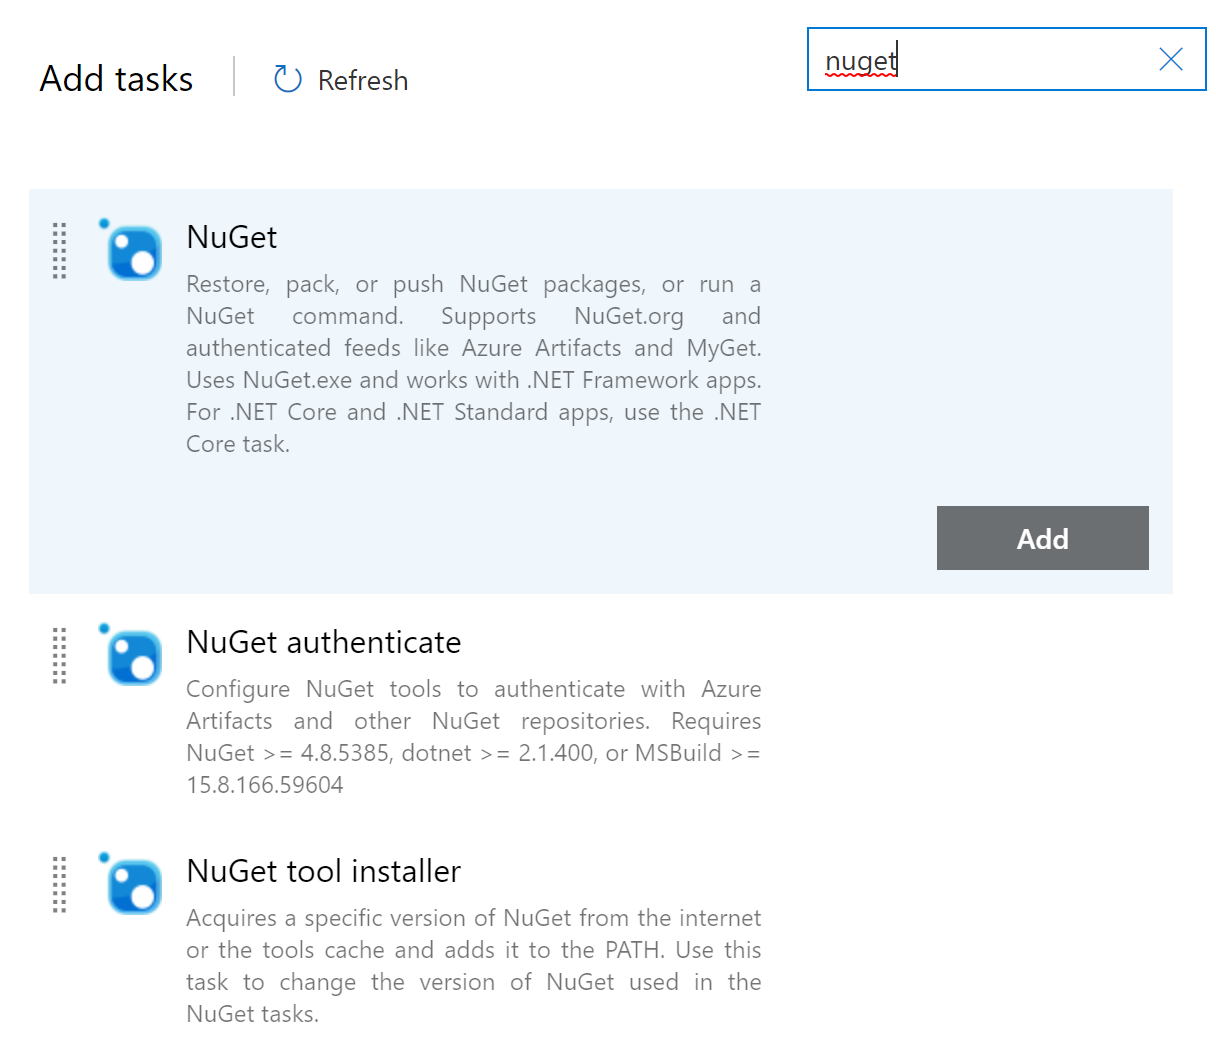 Add tasks
Refresh
nuget
NuGet
Restore, pack, or push NuGet packages, or run a
NuGet command. Supports NuGet.org and
authenticated feeds like Azure Artifacts and MyGet.
Uses NuGet.exe and works with .NET Framework apps.
For .NET Core and .NET Standard apps, use the .NET
Core task.
Add
NuGet authenticate
Configure NuGet tools to authenticate with Azure
Artifacts and other NuGet repositories. Requires
NuGet >= 4.8.5385, dotnet >= 2.1.400, or MSBuild >=
15.8.166.59604
NuGet tool installer
Acquires a specific version of NuGet from the internet
or the tools cache and adds it to the PATH. Use this
task to change the version of NuGet used in the
NuGet tasks.